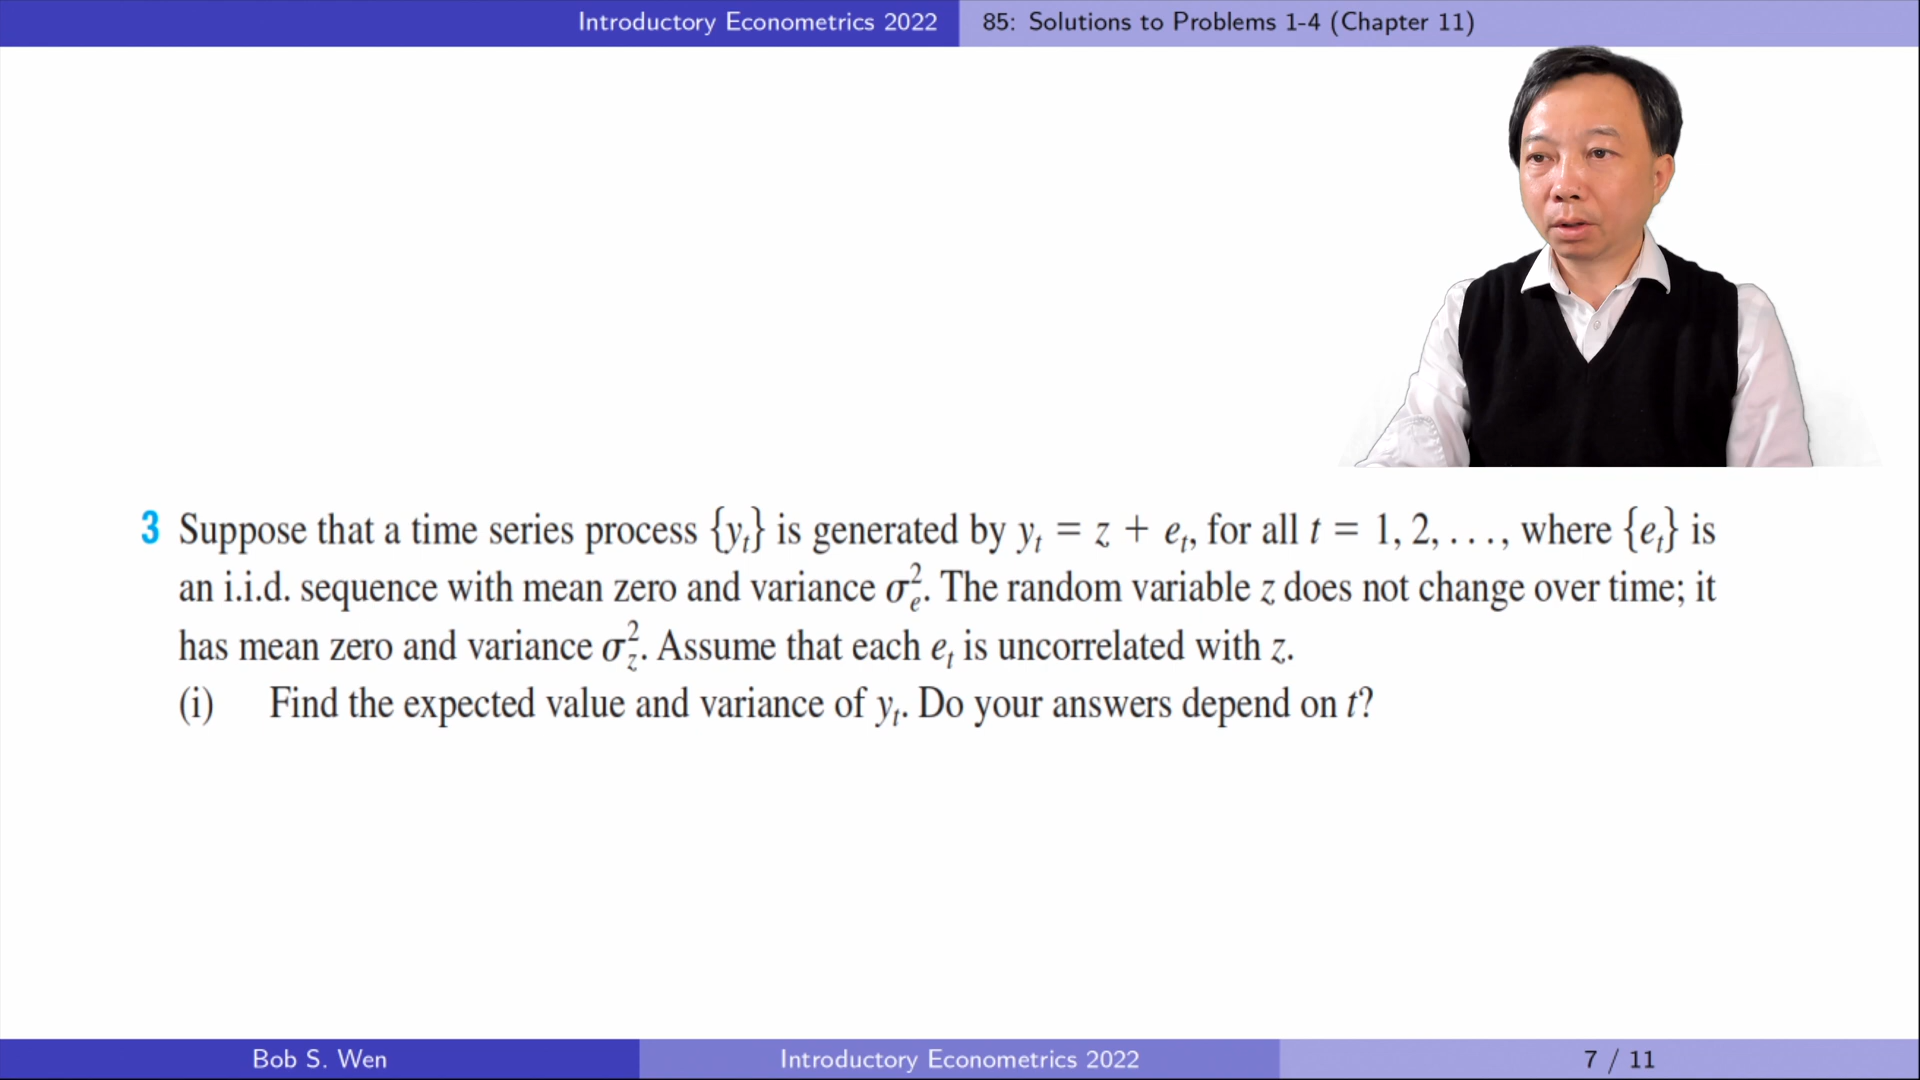 Introductory Econometrics 2022
85: Solutions to Problems 1-4 (Chapter 11)
3 Suppose that a time series process {yₜ} is generated by yₜ = z + eₜ, for all t = 1, 2, . . . , where {eₜ} is
an i.i.d. sequence with mean zero and variance σₑ². The random variable z does not change over time; it
has mean zero and variance σ_z². Assume that each eₜ is uncorrelated with z.
(i) Find the expected value and variance of yₜ. Do your answers depend on t?
Bob S. Wen
Introductory Econometrics 2022
7 / 11